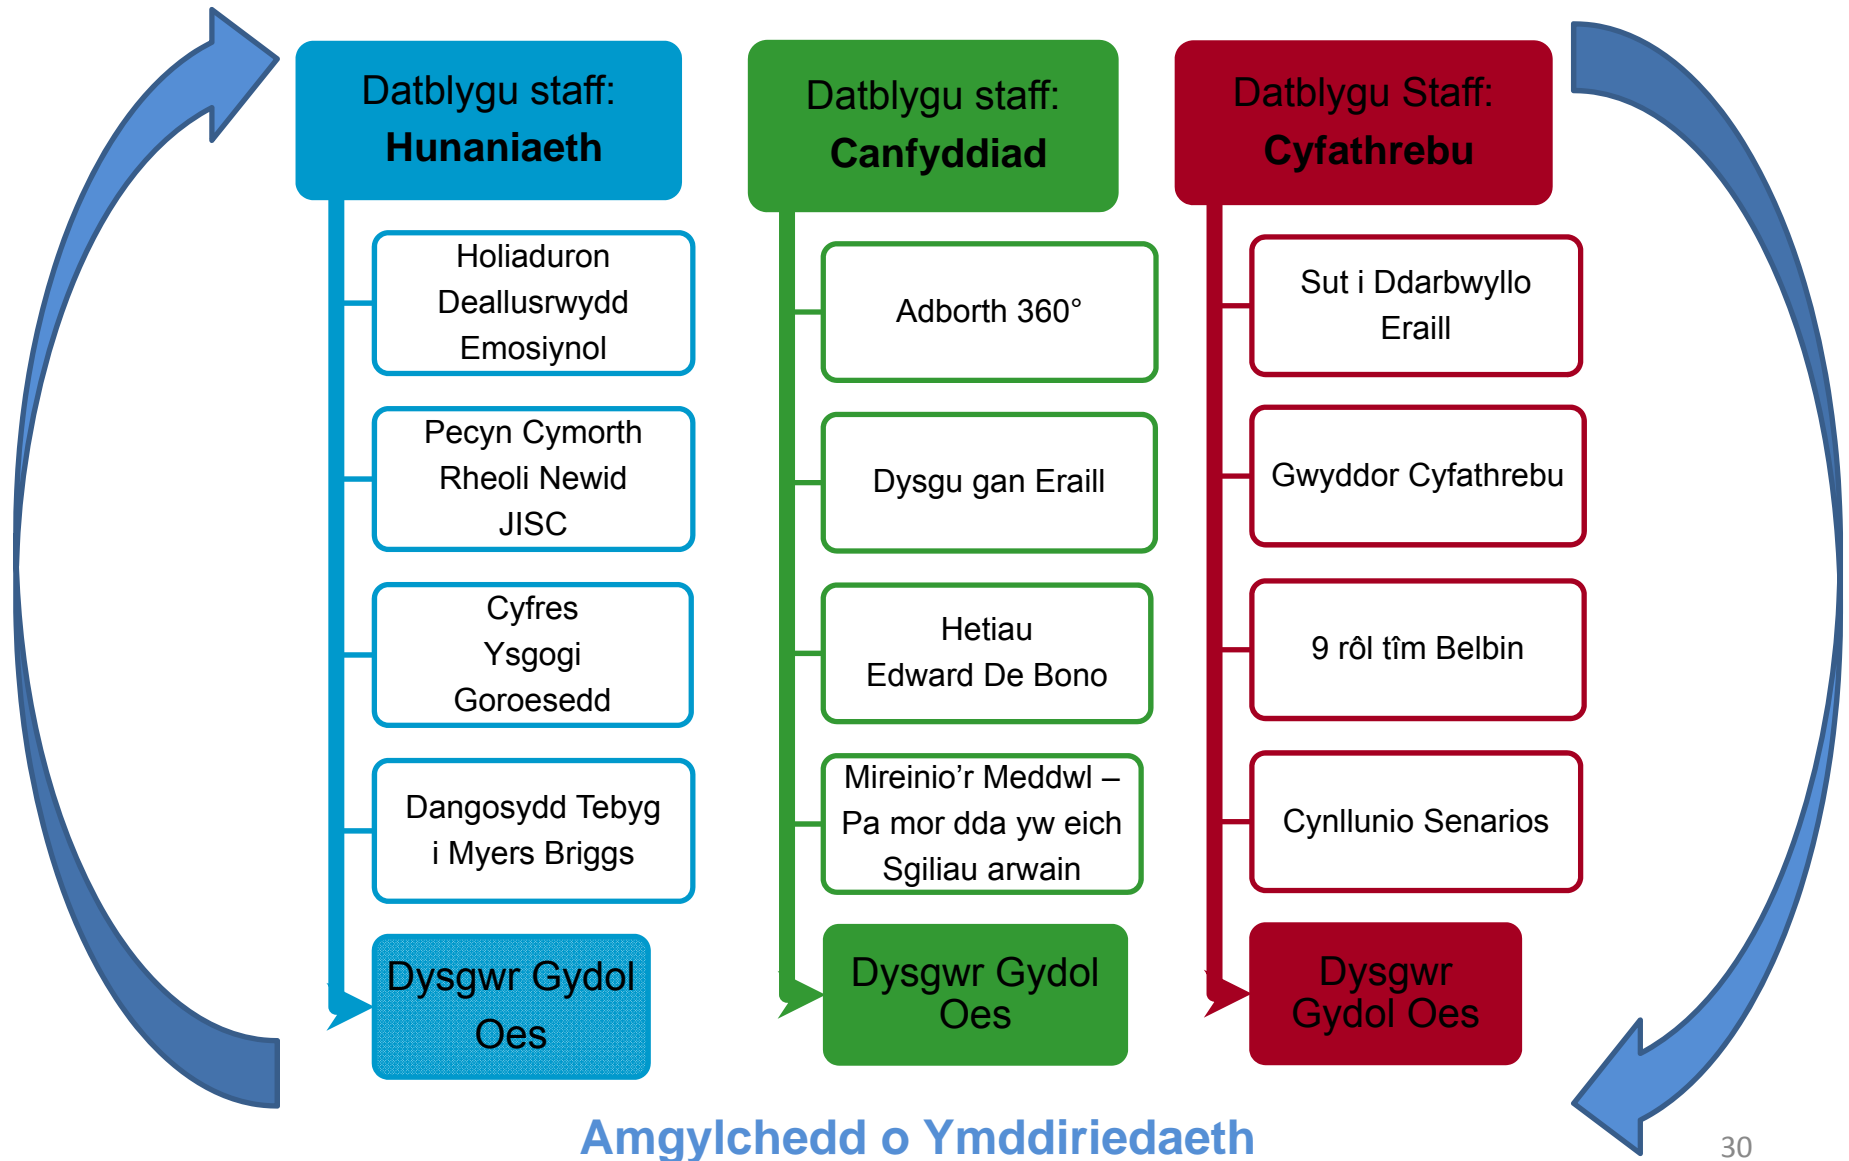 Datblygu staff:
Hunaniaeth
Holiaduron
Deallusrwydd
Emosiynol
Pecyn Cymorth
Rheoli Newid
JISC
Cyfres
Ysgogi
Goroesedd
Dangosydd Tebyg
i Myers Briggs
Dysgwr Gydol
Oes
Datblygu staff:
Canfyddiad
Adborth 360°
Dysgu gan Eraill
Hetiau
Edward De Bono
Mireinio’r Meddwl –
Pa mor dda yw eich
Sgiliau arwain
Dysgwr Gydol
Oes
Datblygu Staff:
Cyfathrebu
Sut i Ddarbwyllo
Eraill
Gwyddor Cyfathrebu
9 rôl tîm Belbin
Cynllunio Senarios
Dysgwr
Gydol Oes
Amgylchedd o Ymddiriedaeth
30